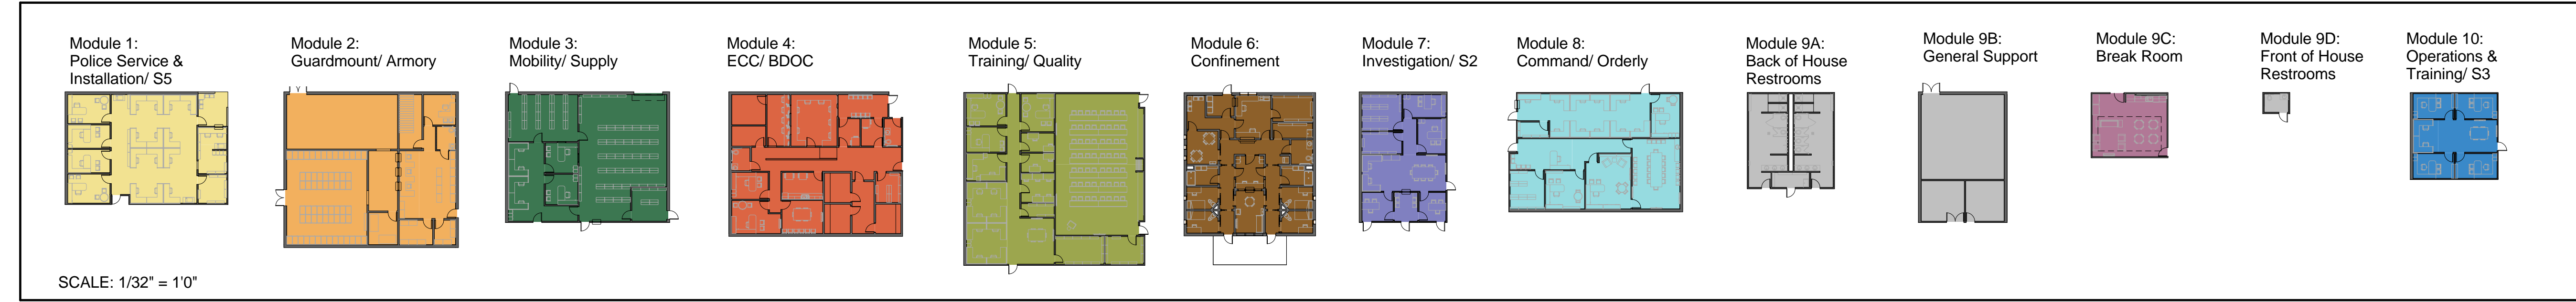 Module 1:
Police Service &
Installation/ S5
Module 2:
Guardmount/ Armory
Module 3:
Mobility/ Supply
Module 4:
ECC/ BDOC
Module 5:
Training/ Quality
Module 6:
Confinement
Module 7:
Investigation/ S2
Module 8:
Command/ Orderly
Module 9A:
Back of House
Restrooms
Module 9B:
General Support
Module 9C:
Break Room
Module 9D:
Front of House
Restrooms
Module 10:
Operations &
Training/ S3
SCALE: 1/32" = 1'0"